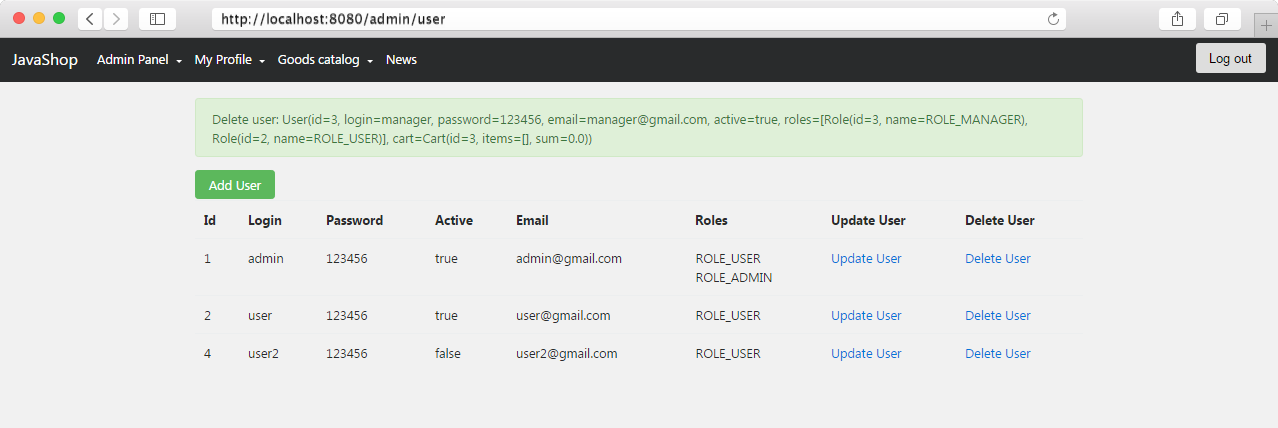 http://localhost:8080/admin/user
JavaShop Admin Panel My Profile Goods catalog News Log out
Delete user: User(id=3, login=manager, password=123456, email=manager@gmail.com, active=true, roles=[Role(id=3, name=ROLE_MANAGER),
Role(id=2, name=ROLE_USER)], cart=Cart(id=3, items=[], sum=0.0))
Add User
Id Login Password Active Email Roles Update User Delete User
1 admin 123456 true admin@gmail.com ROLE_USER Update User Delete User
ROLE_ADMIN
2 user 123456 true user@gmail.com ROLE_USER Update User Delete User
4 user2 123456 false user2@gmail.com ROLE_USER Update User Delete User